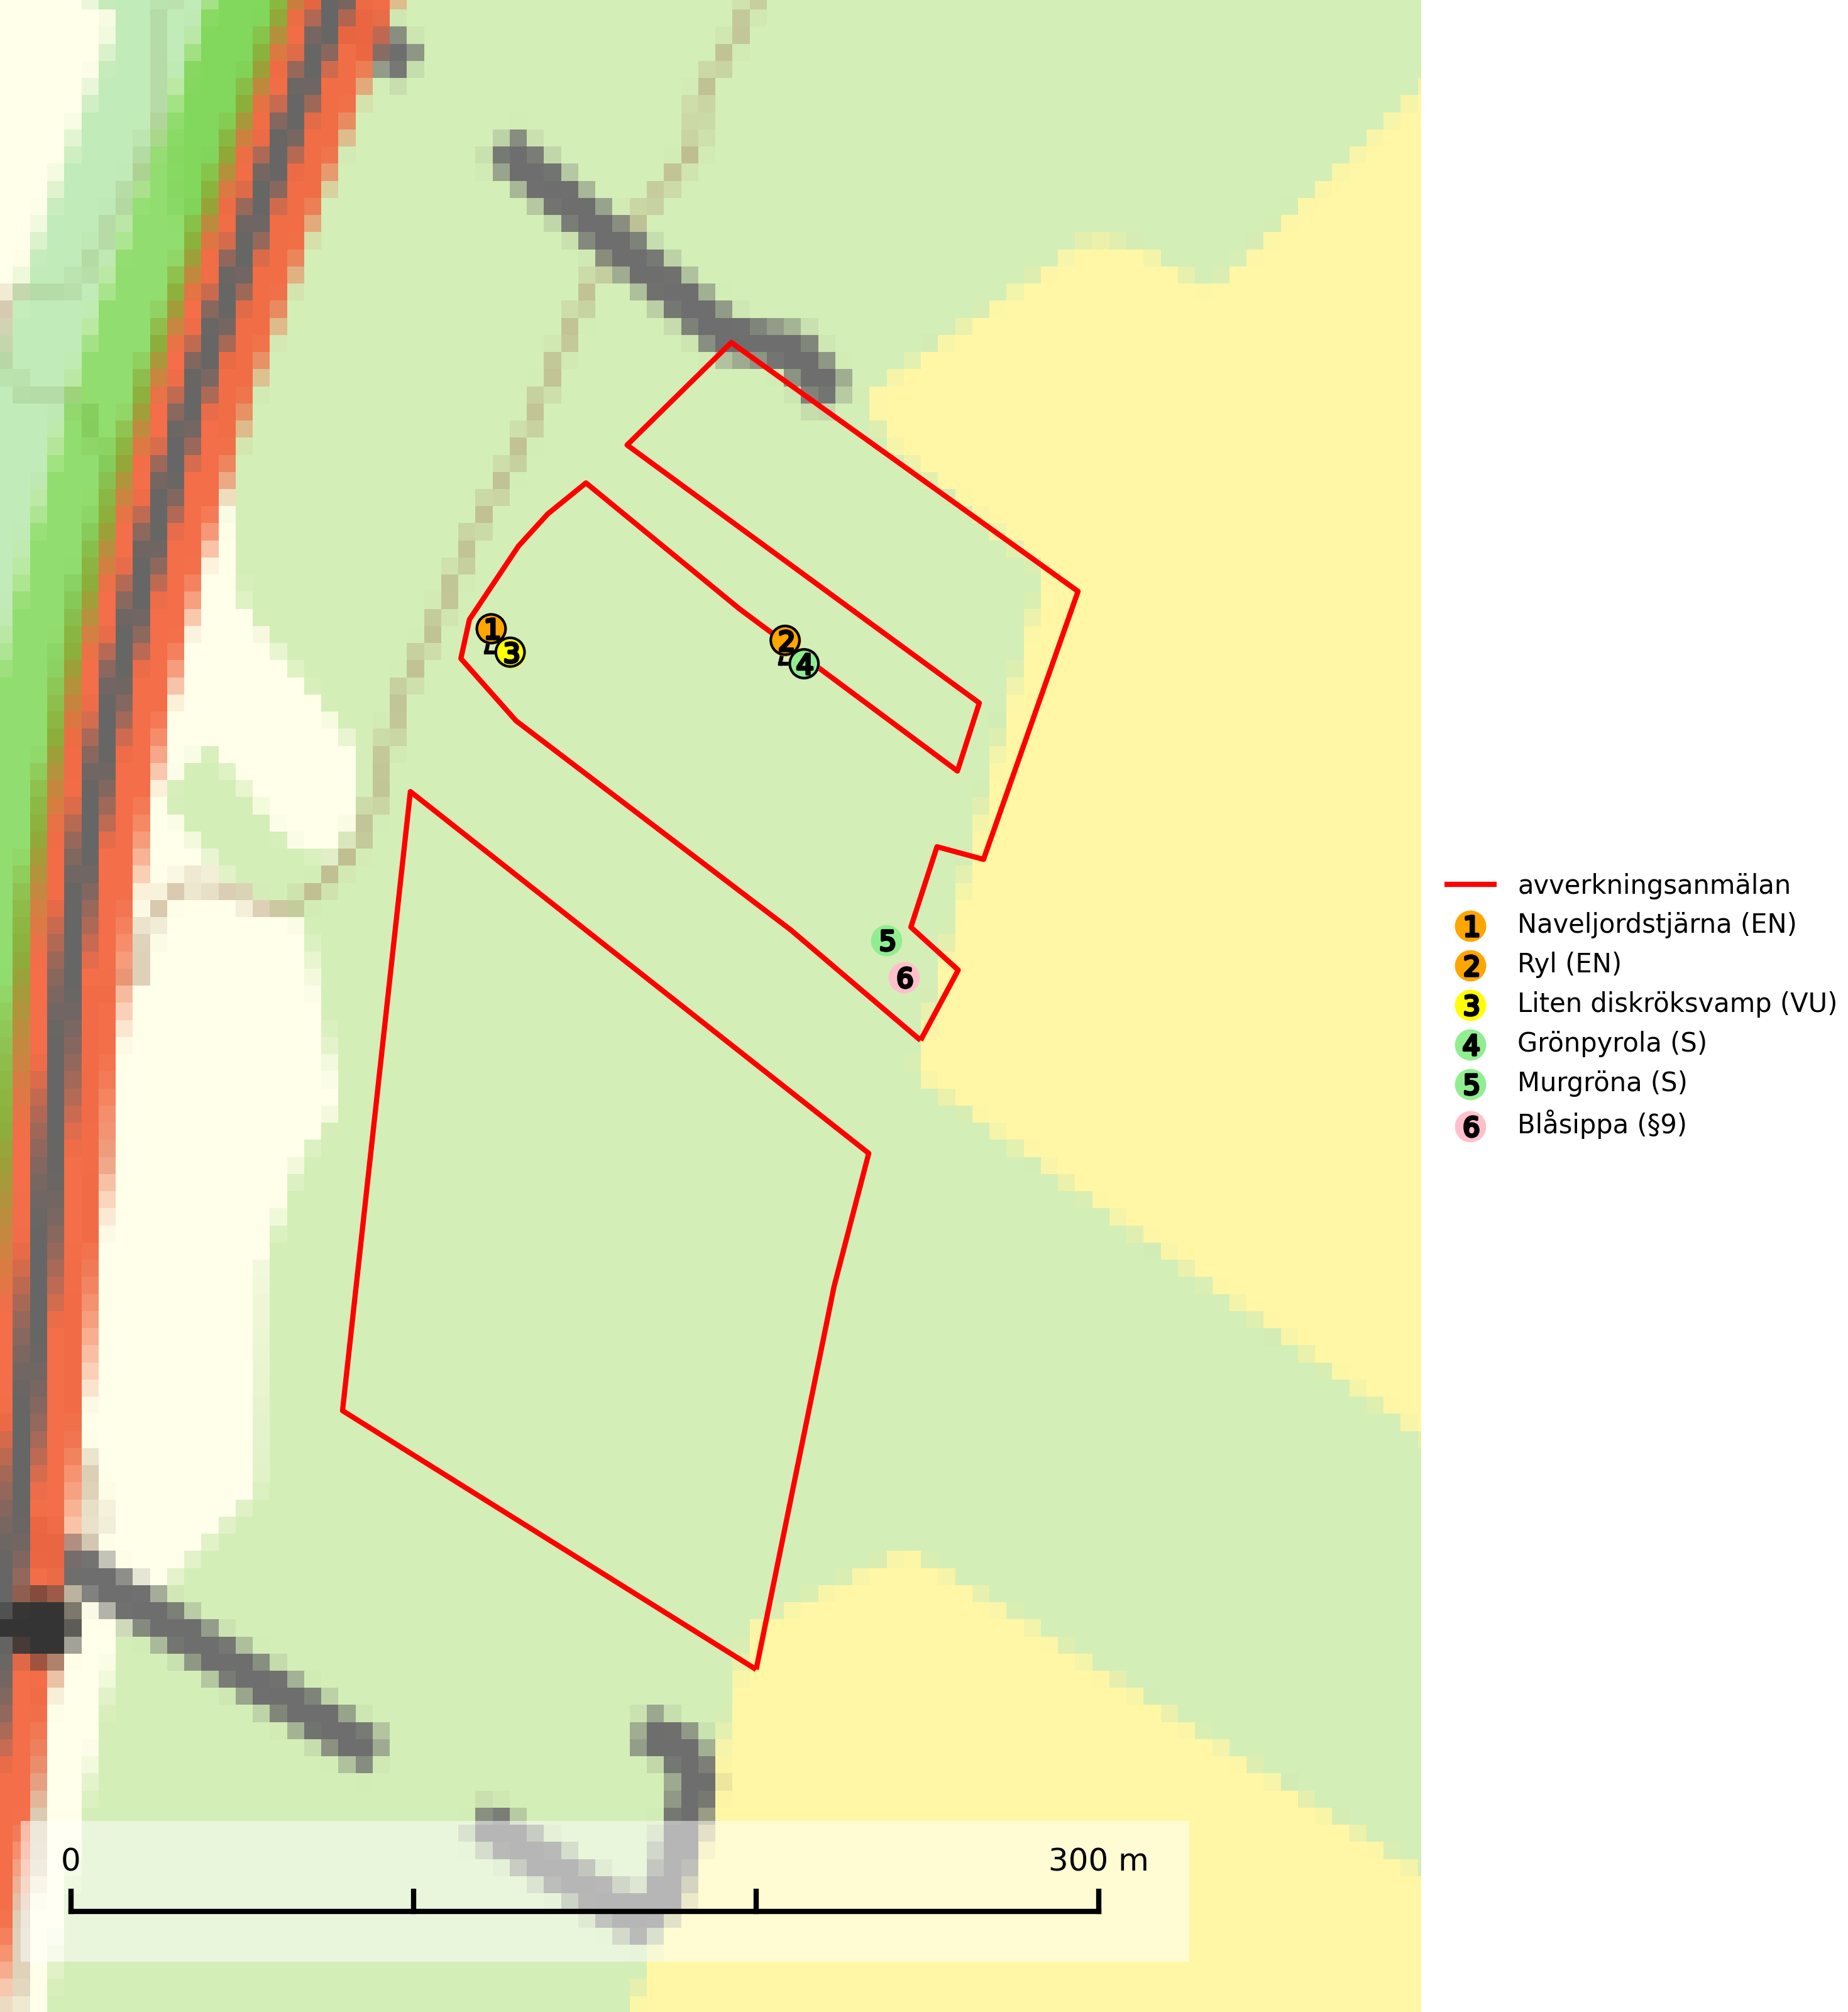 1
3
2
4
5
6
avverkningsanmälan
1 Naveljordstjärna (EN)
2 Ryl (EN)
3 Liten diskröksvamp (VU)
4 Grönpyrola (S)
5 Murgröna (S)
6 Blåsippa (§9)
0 300 m